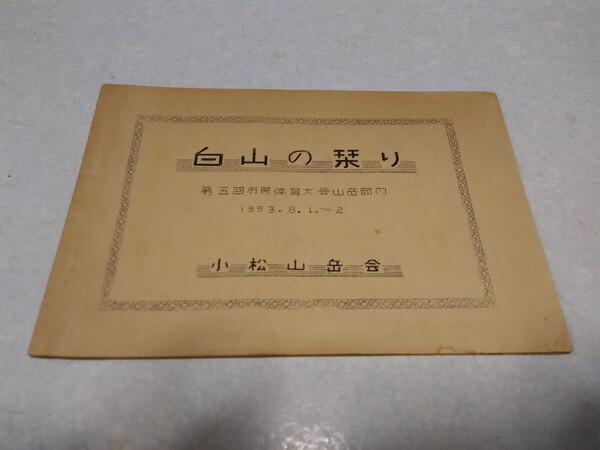 白山の栞り
第五回市民体育大会山岳部門
1953.8.1.～2
小松山岳会